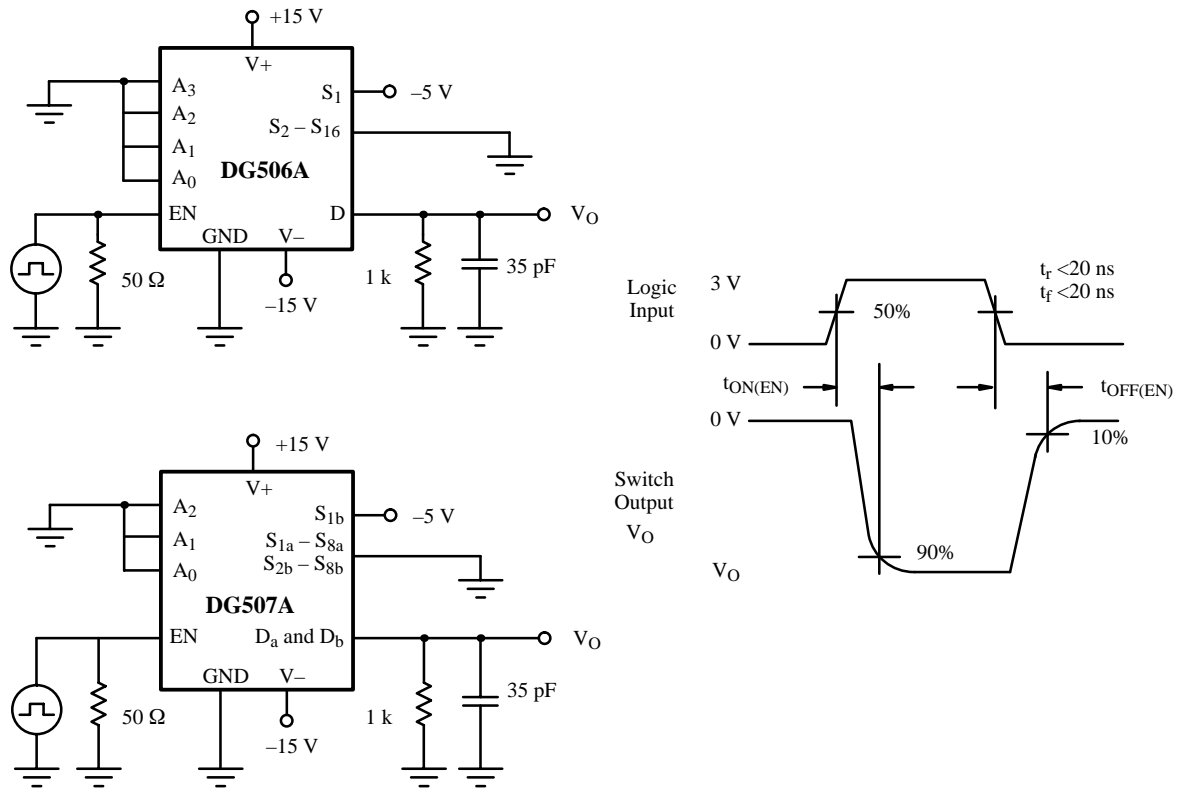 +15 V
V+
A3
A2
A1
A0
S1
–5 V
S2 – S16
DG506A
EN
D
VO
GND
V–
50 Ω
–15 V
1 k
35 pF
Logic
Input
3 V
0 V
50%
tr <20 ns
tf <20 ns
tON(EN)
tOFF(EN)
0 V
10%
Switch
Output
VO
90%
VO
+15 V
V+
A2
A1
A0
S1b
–5 V
S1a – S8a
S2b – S8b
DG507A
EN
Da and Db
VO
GND
V–
50 Ω
–15 V
1 k
35 pF